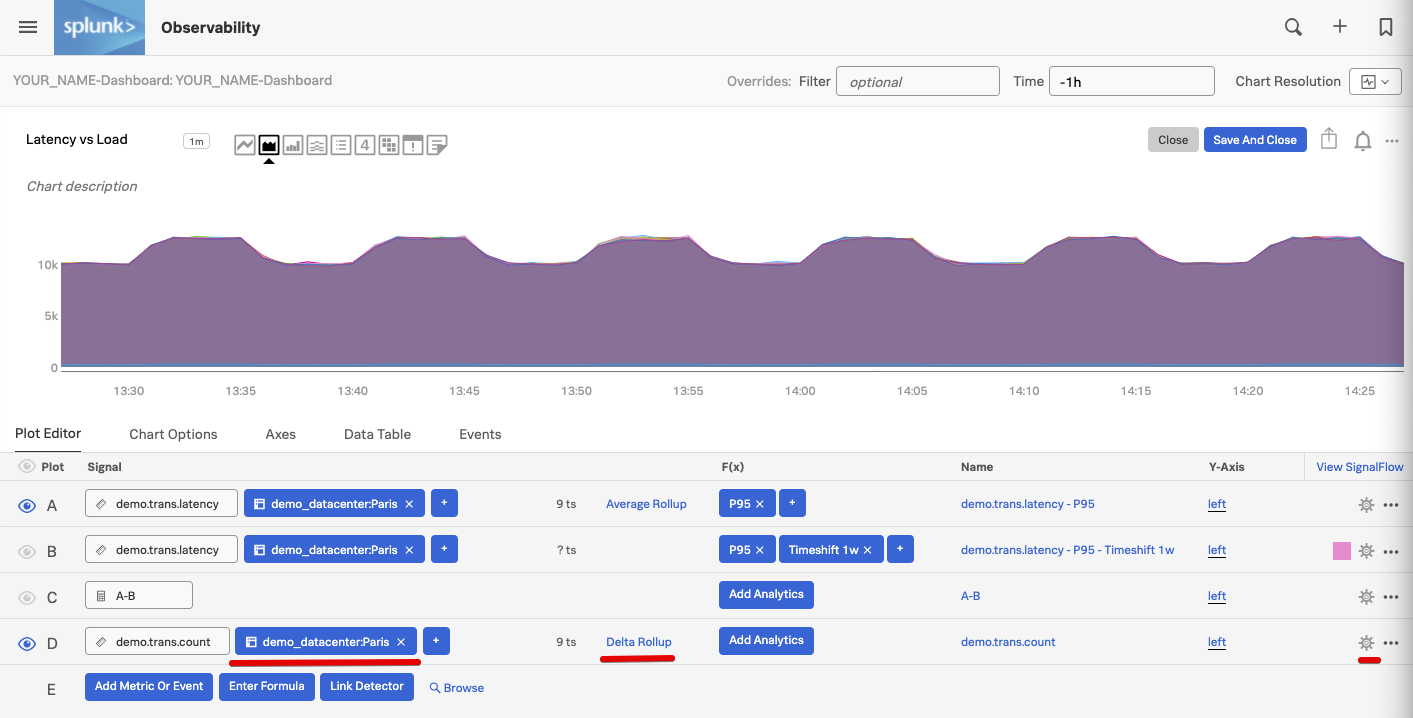 splunk> Observability
YOUR_NAME-Dashboard: YOUR_NAME-Dashboard Overrides: Filter optional Time -1h Chart Resolution
Latency vs Load 1m 4 ! Close Save And Close
Chart description
10k
5k
0
13:30 13:35 13:40 13:45 13:50 13:55 14:00 14:05 14:10 14:15 14:20 14:25
Plot Editor Chart Options Axes Data Table Events
Plot Signal F(x) Name Y-Axis View SignalFlow
A demo.trans.latency demo_datacenter:Paris × + 9 ts Average Rollup P95 × + demo.trans.latency - P95 left
B demo.trans.latency demo_datacenter:Paris × + ? ts P95 × Timeshift 1w × + demo.trans.latency - P95 - Timeshift 1w left
C A-B Add Analytics A-B left
D demo.trans.count demo_datacenter:Paris × + 9 ts Delta Rollup Add Analytics demo.trans.count left
E Add Metric Or Event Enter Formula Link Detector Browse